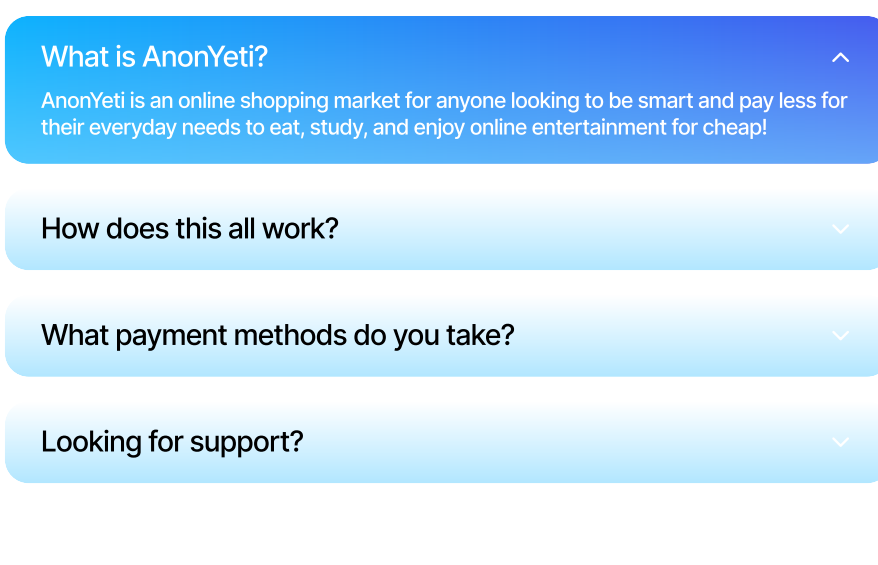 What is AnonYeti?
AnonYeti is an online shopping market for anyone looking to be smart and pay less for
their everyday needs to eat, study, and enjoy online entertainment for cheap!
How does this all work?
What payment methods do you take?
Looking for support?